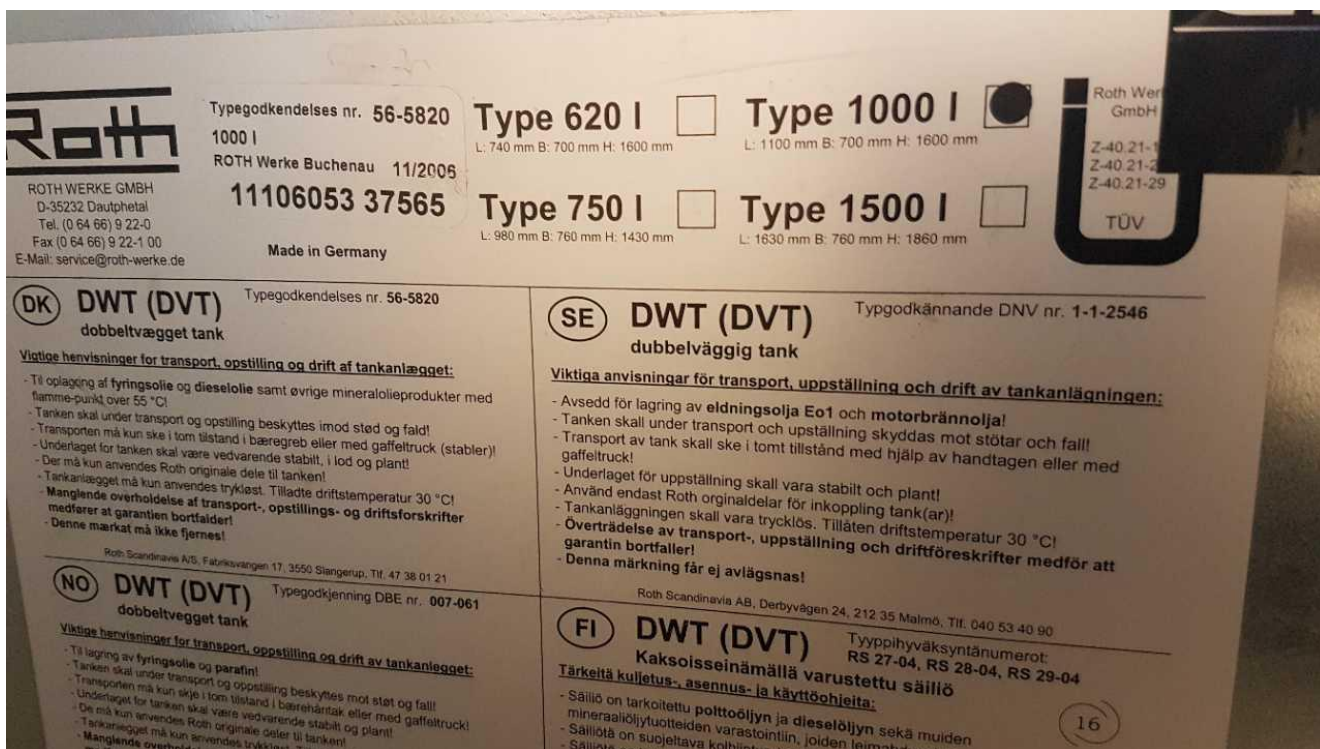 Roth
ROTH WERKE GMBH
D-35232 Dautphetal
Tel. (0 64 66) 9 22-0
Fax (0 64 66) 9 22-1 00
E-Mail: service@roth-werke.de
Typegodkendelses nr. 56-5820
1000 l
ROTH Werke Buchenau 11/2006
11106053 37565
Made in Germany
Type 620 l
L: 740 mm B: 700 mm H: 1600 mm
Type 1000 l
L: 1100 mm B: 700 mm H: 1600 mm
Type 750 l
L: 980 mm B: 760 mm H: 1430 mm
Type 1500 l
L: 1630 mm B: 760 mm H: 1860 mm
Roth
GmbH
Z-40.21-29
TÜV
DK DWT (DVT) Typegodkendelses nr. 56-5820
dobbeltvægget tank
Vigtige henvisninger for transport, opstilling og drift af tankanlægget:
- Til oplagring af fyringsolie og dieselolie samt øvrige mineralolieprodukter med
flamme-punkt over 55 °C!
- Tanken skal under transport og opstilling beskyttes imod stød og fald!
- Transporten må kun ske i tom tilstand i bæregreb eller med gaffeltruck (stabler)!
- Underlaget for tanken skal være vedvarende stabilt, i lod og plant!
- Der må kun anvendes Roth originale dele til tanken!
- Tankanlægget må kun anvendes trykløst. Tilladte driftstemperatur 30 °C!
- Manglende overholdelse af transport-, opstillings- og driftsforskrifter
medfører at garantien bortfalder!
- Denne mærkat må ikke fjernes!
Roth Scandinavia A/S, Fabriksvangen 17, 3550 Slangerup, Tlf. 47 38 01 21
SE DWT (DVT) Typgodkännande DNV nr. 1-1-2546
dubbelväggig tank
Viktiga anvisningar för transport, uppställning och drift av tankanlägningen:
- Avsedd för lagring av eldningsolja Eo1 och motorbrännolja!
- Tanken skall under transport och upställning skyddas mot stötar och fall!
- Transport av tank skall ske i tomt tillstånd med hjälp av handtagen eller med
gaffeltruck!
- Underlaget för uppställning skall vara stabilt och plant!
- Använd endast Roth orginaldelar för inkoppling tank(ar)!
- Tankanläggningen skall vara trycklös. Tillåten driftstemperatur 30 °C!
- Överträdelse av transport-, uppställning och driftföreskrifter medför att
garantin bortfaller!
- Denna märkning får ej avlägsnas!
Roth Scandinavia AB, Derbyvägen 24, 212 35 Malmö, Tlf. 040 53 40 90
NO DWT (DVT) Typegodkjenning DBE nr. 007-061
dobbeltvegget tank
Viktige henvisninger for transport, oppstilling og drift av tankanlegget:
- Til lagring av fyringsolie og parafin!
- Tanken skal under transport og oppstilling beskyttes mot støt og fall!
- Transporten må kun skje i tom tilstand i bærehåntak eller med gaffeltruck!
- Underlaget for tanken skal være vedvarende stabilt og plant!
- De må kun anvendes Roth originale deler til tanken!
- Tankanlegget må kun anvendes
- Manglende
FI DWT (DVT) Tyyppihyväksyntänumerot:
RS 27-04, RS 28-04, RS 29-04
Kaksoisseinämällä varustettu säiliö
Tärkeitä kuljetus-, asennus- ja käyttöohjeita:
- Säiliö on tarkoitettu polttoöljyn ja dieselöljyn sekä muiden
mineraaliöljytuotteiden varastointiin, joiden
- Säiliötä on suojeltava
16